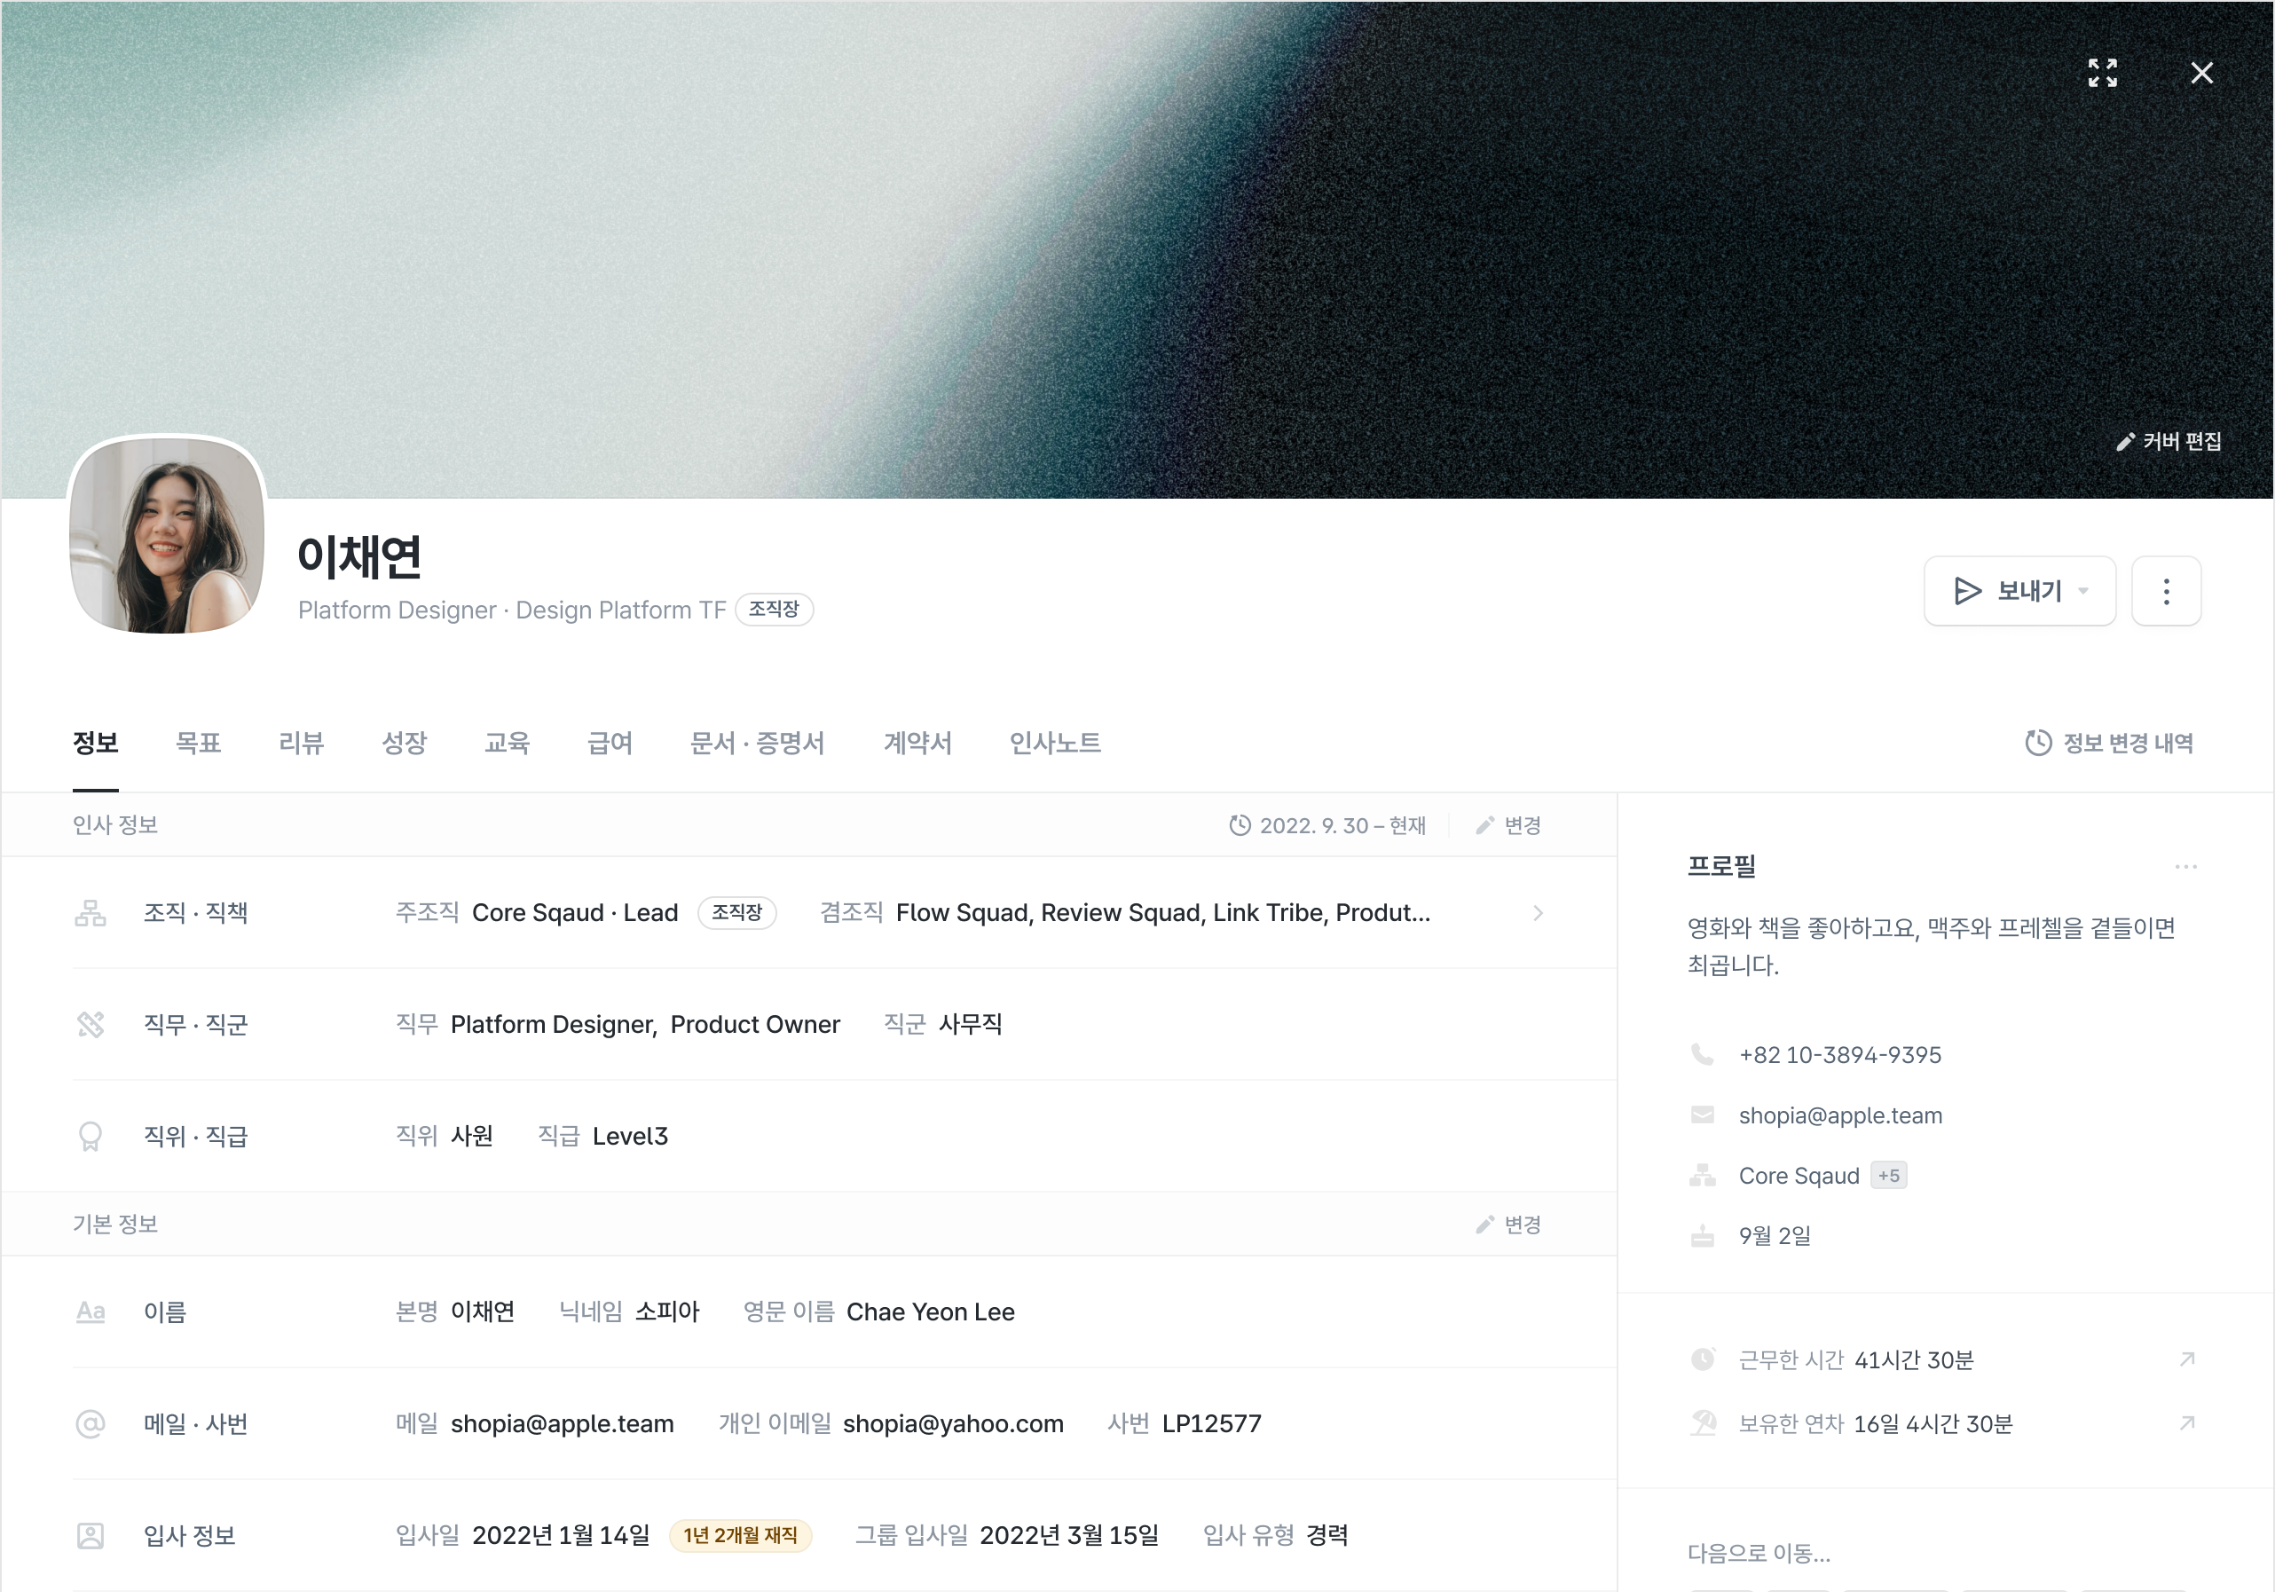 커버 편집
이채연
Platform Designer · Design Platform TF 조직장
보내기
정보 목표 리뷰 성장 교육 급여 문서 · 증명서 계약서 인사노트
정보 변경 내역
인사 정보 2022. 9. 30 – 현재 변경
조직 · 직책 주조직 Core Sqaud · Lead 조직장 겸조직 Flow Squad, Review Squad, Link Tribe, Produt...
직무 · 직군 직무 Platform Designer, Product Owner 직군 사무직
직위 · 직급 직위 사원 직급 Level3
기본 정보 변경
Aa 이름 본명 이채연 닉네임 소피아 영문 이름 Chae Yeon Lee
메일 · 사번 메일 shopia@apple.team 개인 이메일 shopia@yahoo.com 사번 LP12577
입사 정보 입사일 2022년 1월 14일 1년 2개월 재직 그룹 입사일 2022년 3월 15일 입사 유형 경력
프로필
영화와 책을 좋아하고요, 맥주와 프레첼을 곁들이면
최곱니다.
+82 10-3894-9395
shopia@apple.team
Core Sqaud +5
9월 2일
근무한 시간 41시간 30분
보유한 연차 16일 4시간 30분
다음으로 이동...